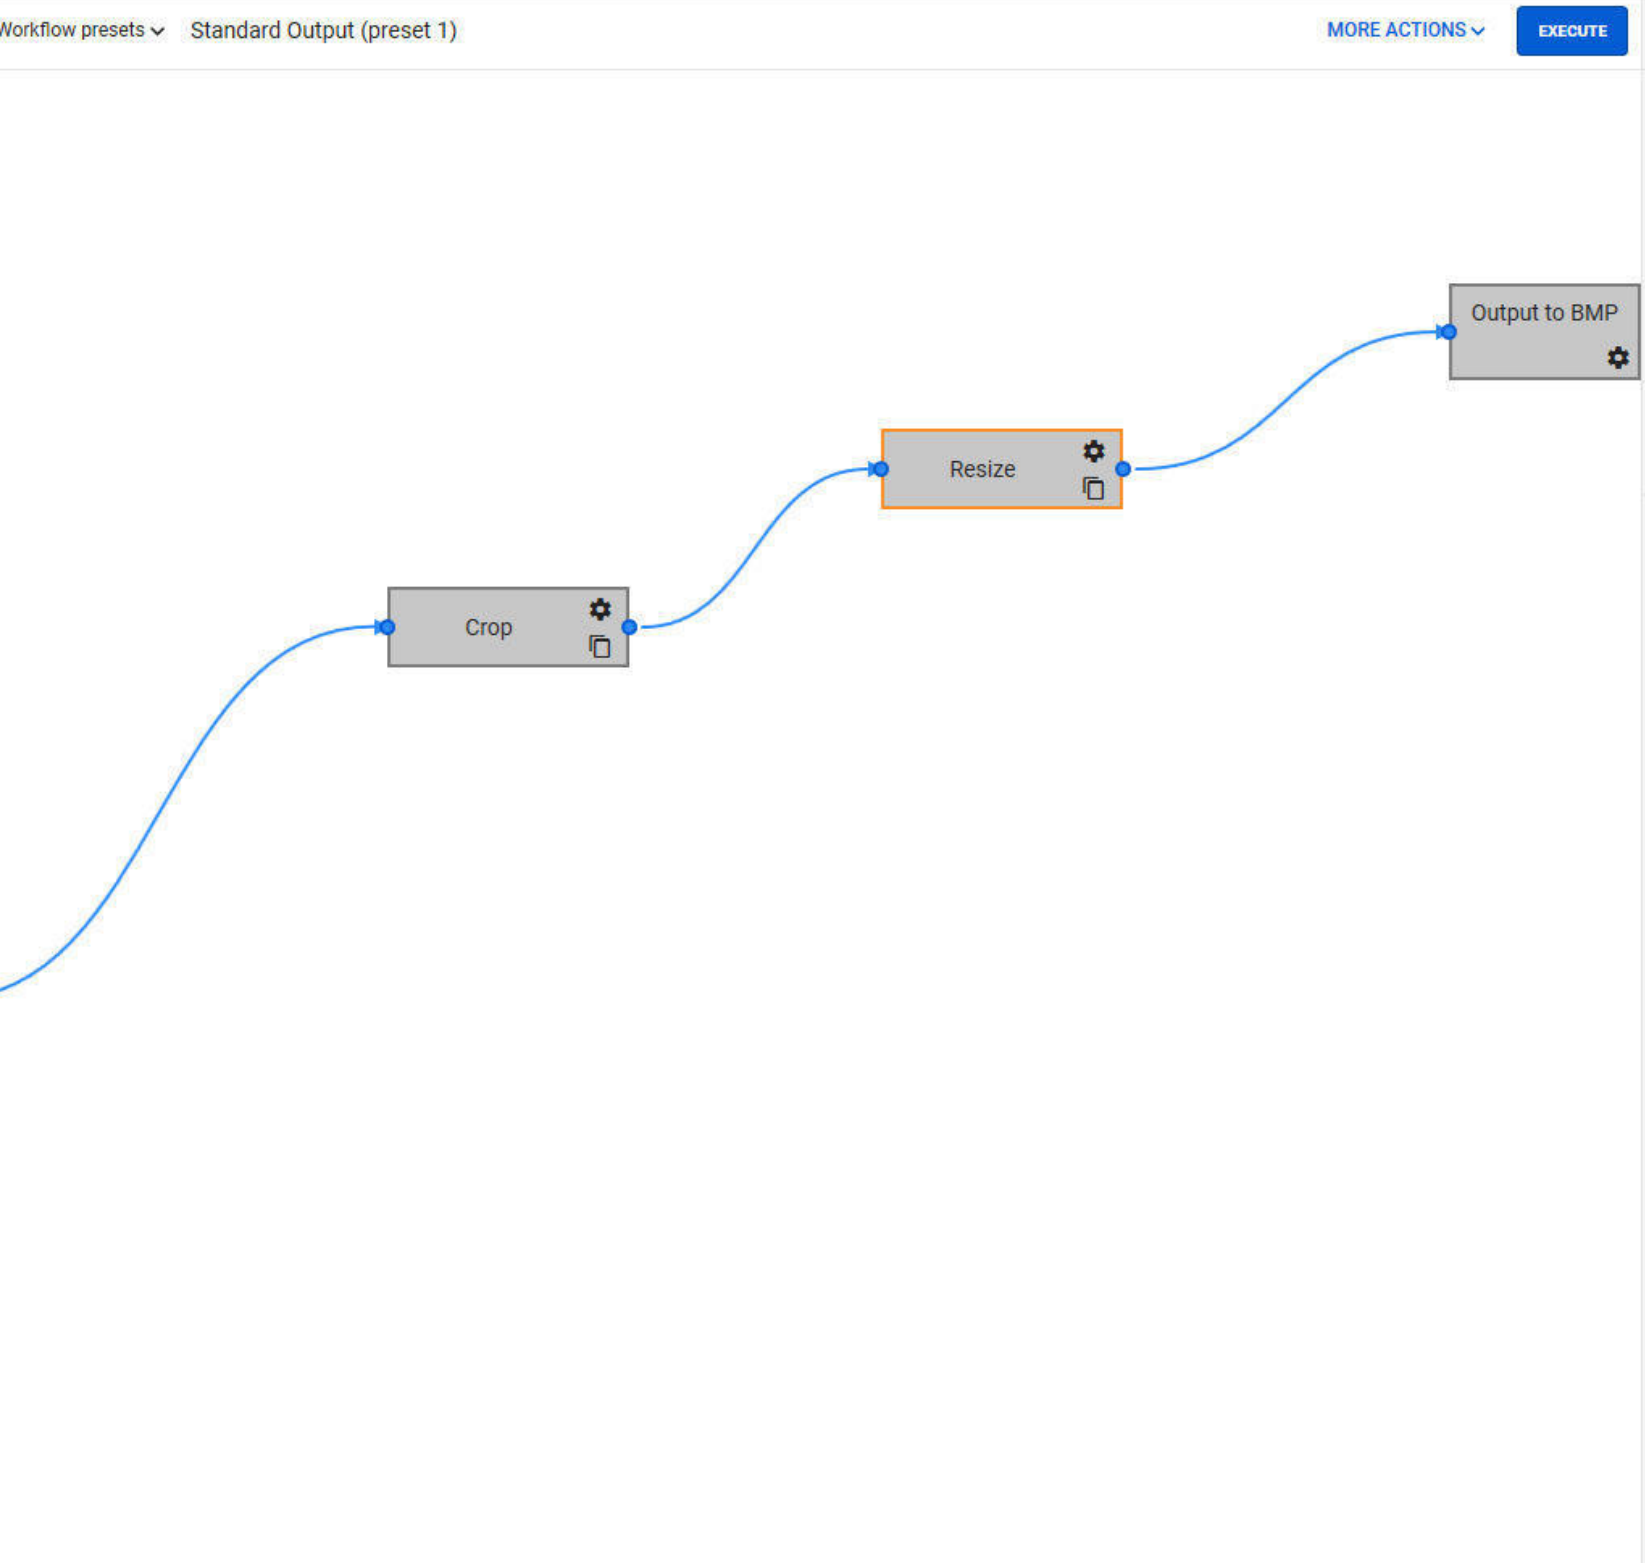 Workflow presets Standard Output (preset 1) MORE ACTIONS EXECUTE
Output to BMP
Resize
Crop